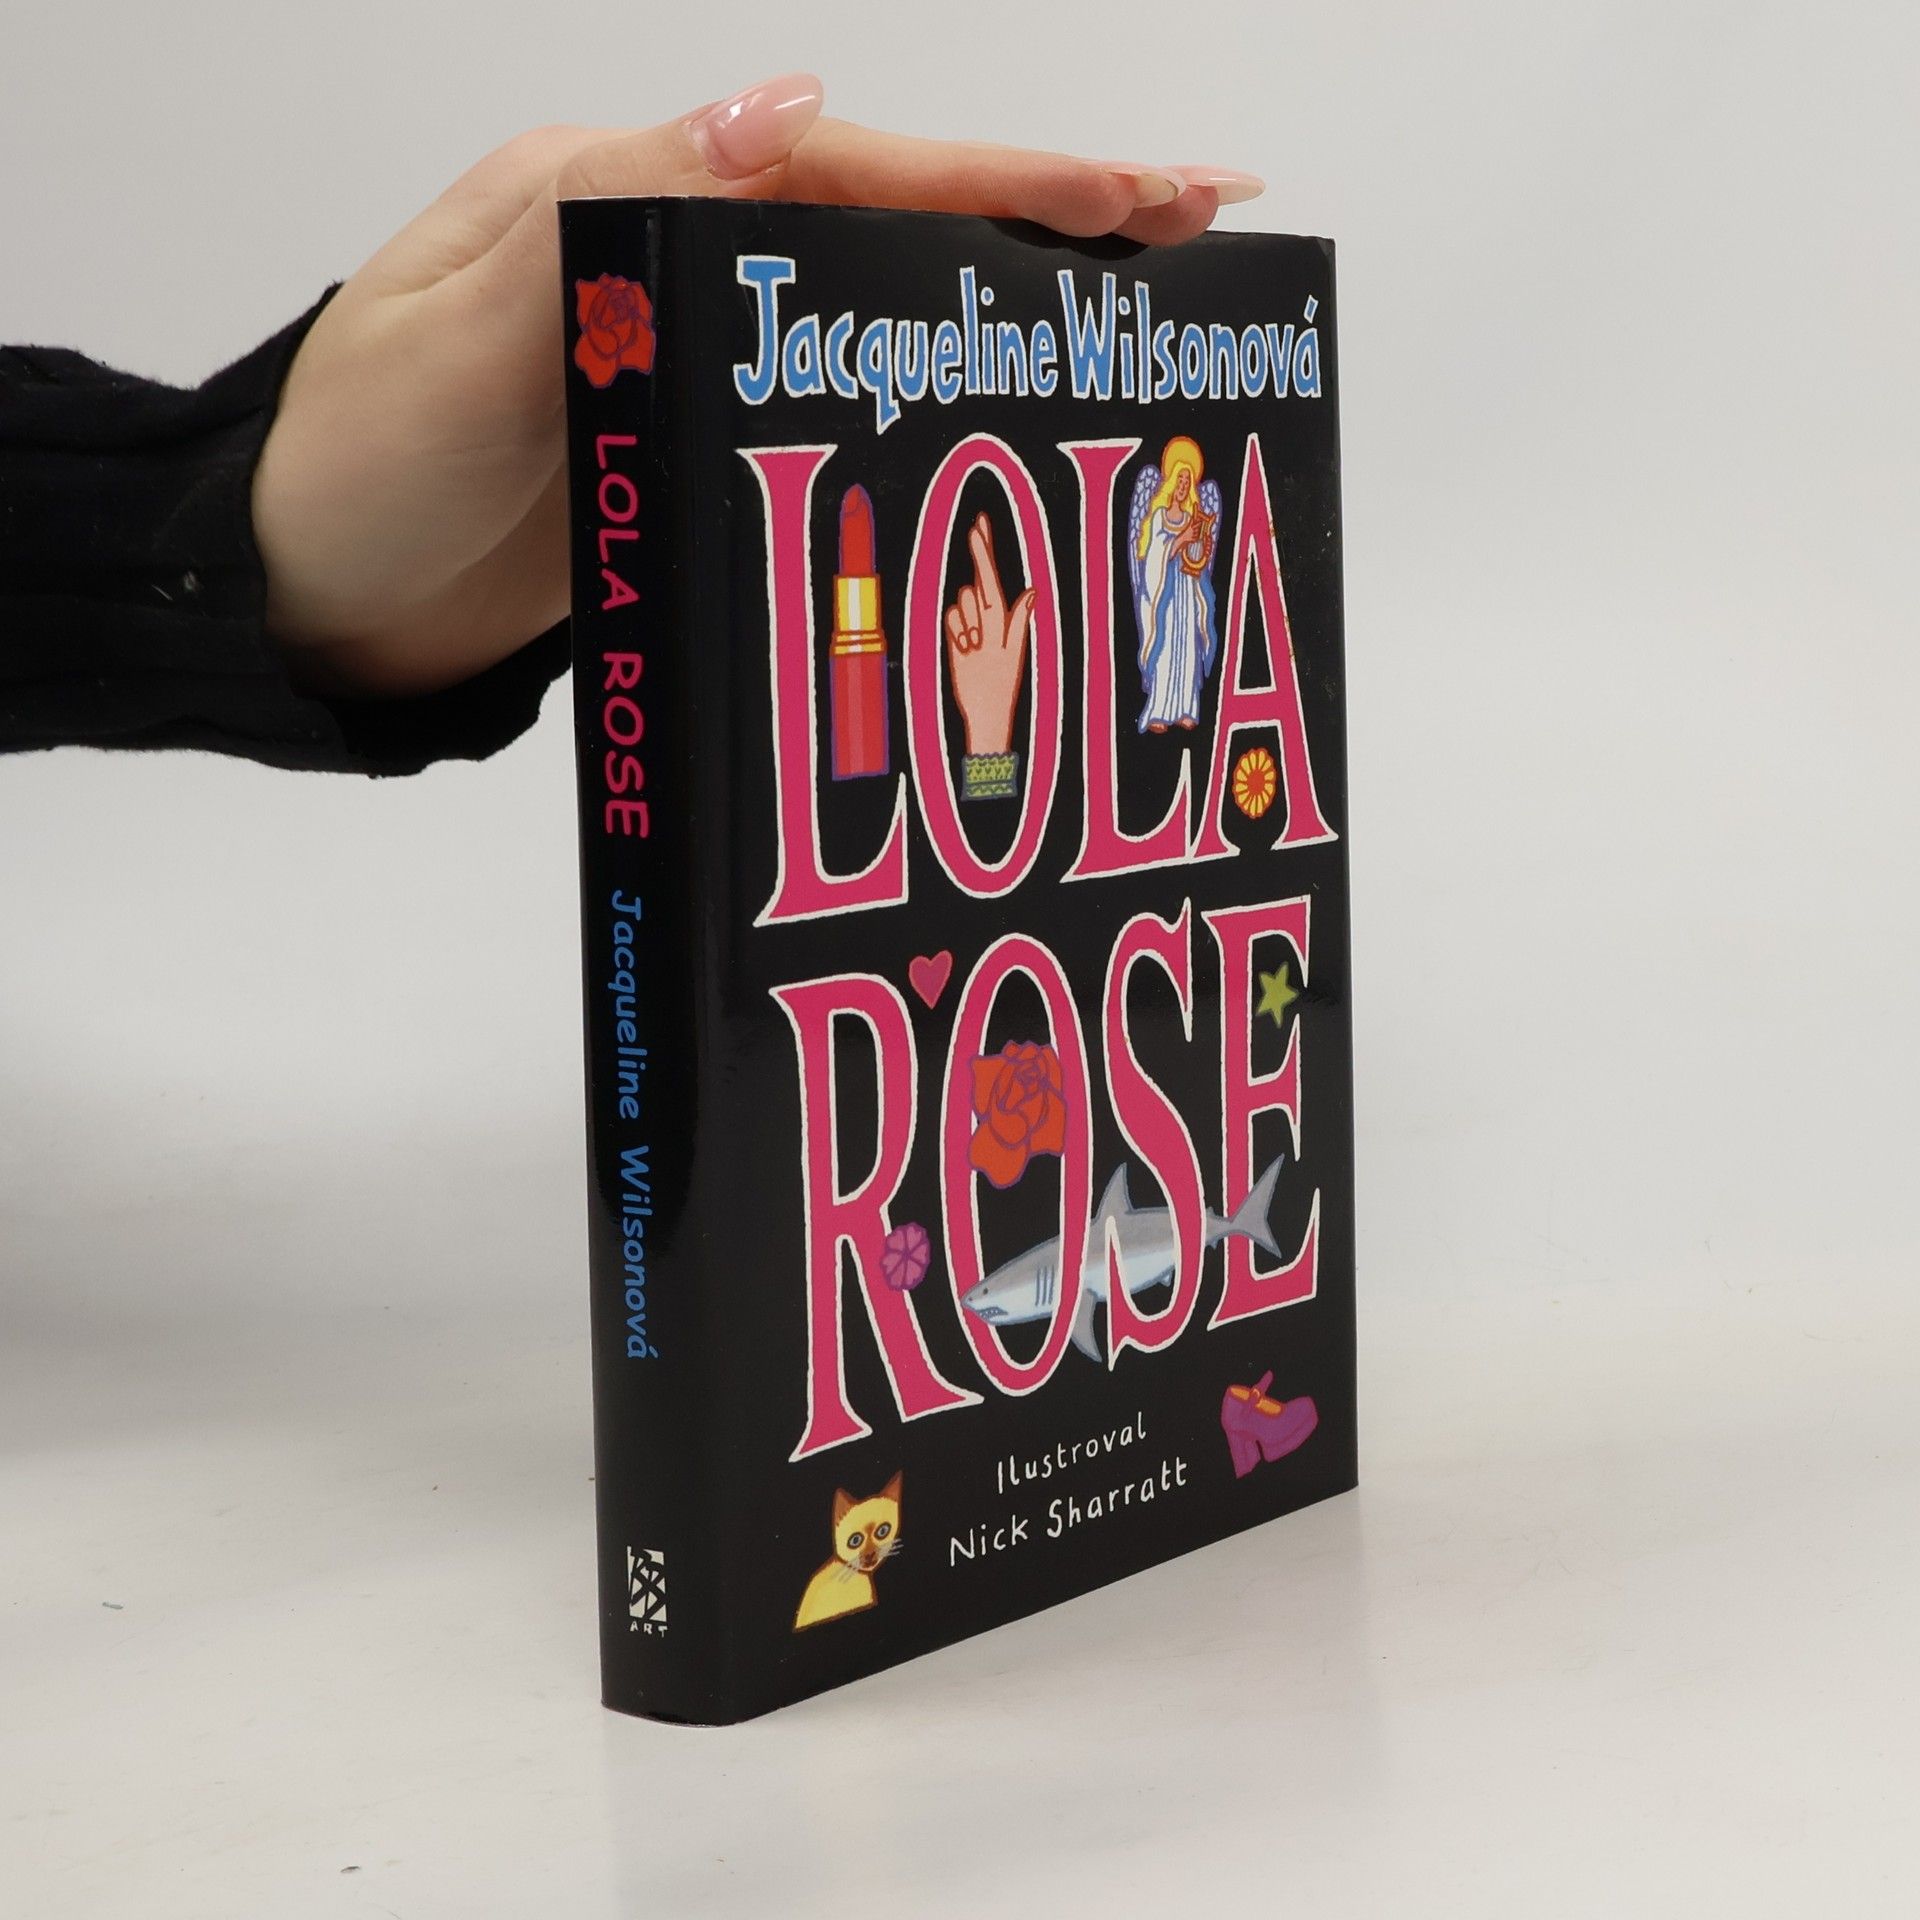 Jacqueline Wilsonová
LOLA
ROSE
Ilustroval
Nick Sharratt
LOLA ROSE Jacqueline Wilsonová
ART